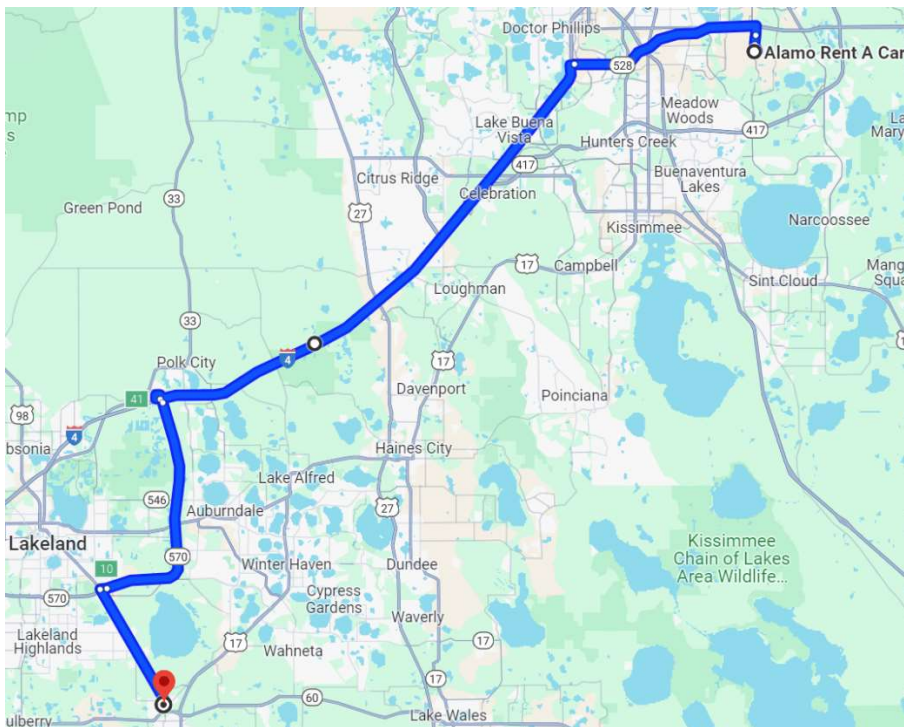 Doctor Phillips
Alamo Rent A Car
528
Meadow
Woods
Lake Buena
Vista
417
Hunters Creek
417
Citrus Ridge
Celebration
Buenaventura
Lakes
33
Green Pond
27
Kissimmee
Narcoossee
17
Campbell
Sint Cloud
Loughman
33
4
17
Polk City
Davenport
Poinciana
41
98
4
Haines City
546
Lake Alfred
Auburndale
27
Lakeland
570
Kissimmee
Chain of Lakes
Area Wildlife...
10
Winter Haven
Dundee
570
Cypress
Gardens
Waverly
Lakeland
Highlands
17
Wahneta
17
17
60
Lake Wales